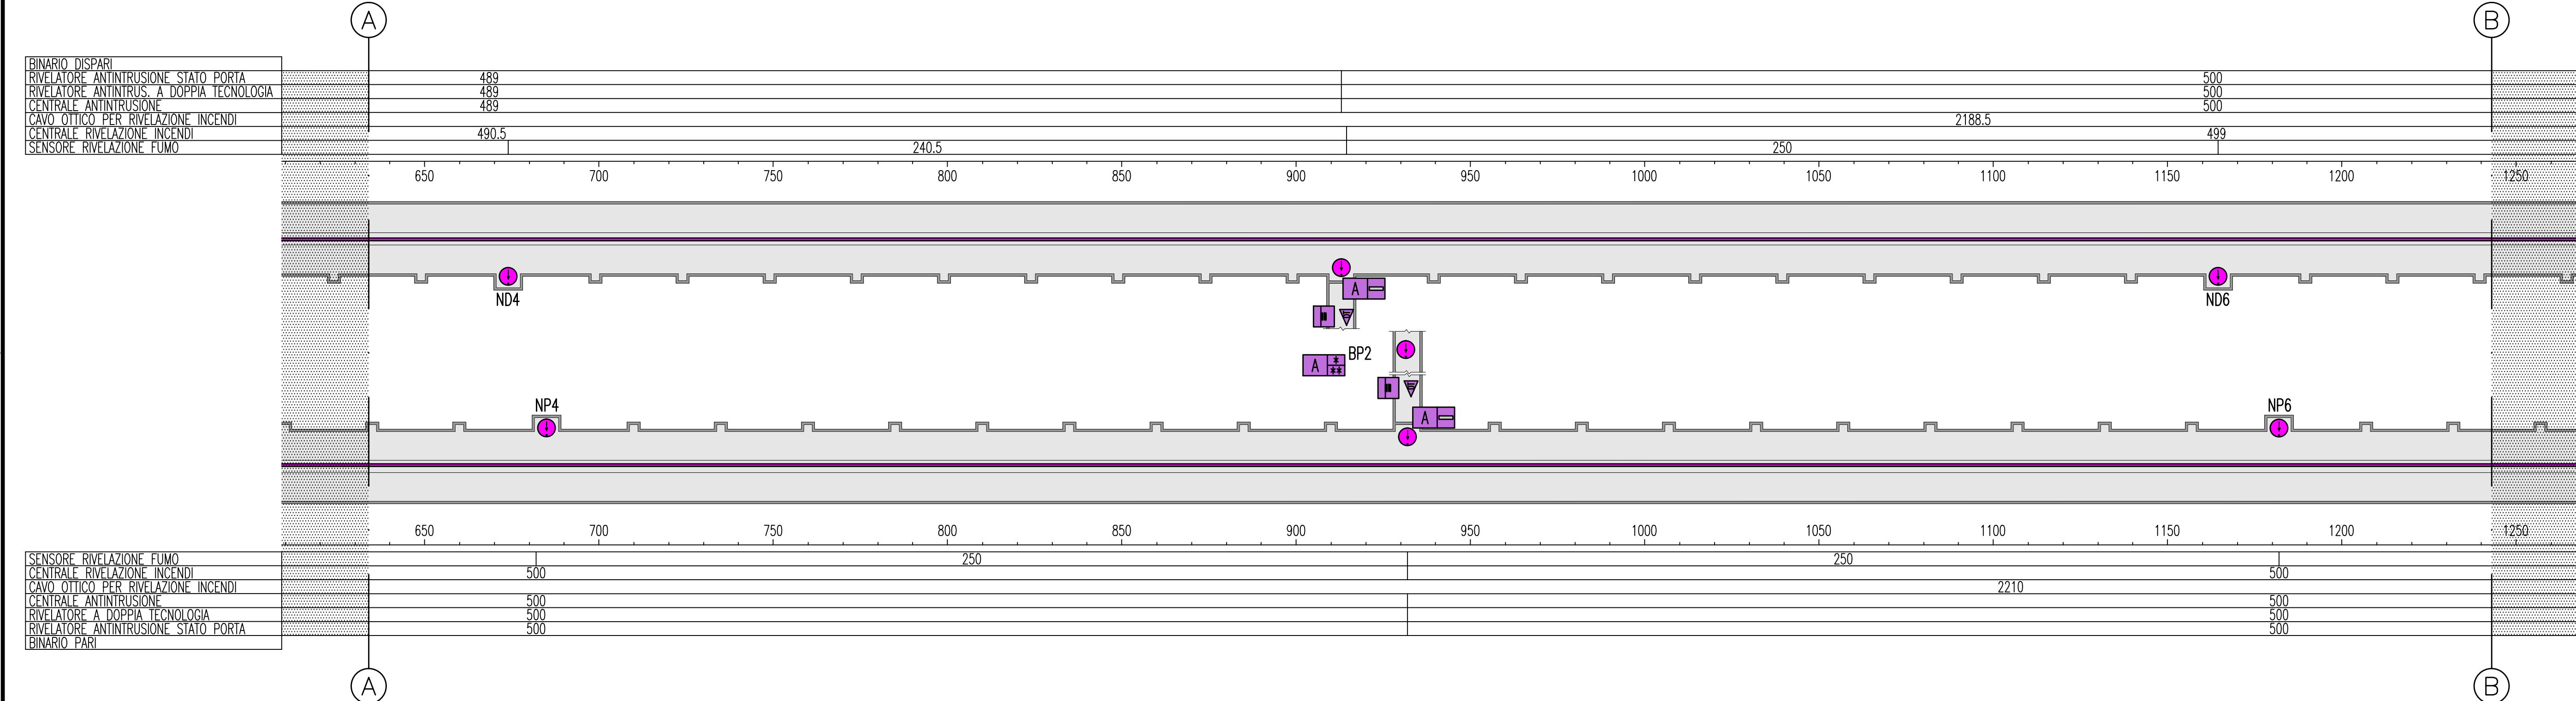 A B
BINARIO DISPARI
RIVELATORE ANTINTRUSIONE STATO PORTA 489 500
RIVELATORE ANTINTRUS. A DOPPIA TECNOLOGIA 489 500
CENTRALE ANTINTRUSIONE 489 500
CAVO OTTICO PER RIVELAZIONE INCENDI 2188.5
CENTRALE RIVELAZIONE INCENDI 490.5 499
SENSORE RIVELAZIONE FUMO 240.5 250
650 700 750 800 850 900 950 1000 1050 1100 1150 1200 1250
A
ND4 ND6
BP2
A * **
NP4 NP6
A
650 700 750 800 850 900 950 1000 1050 1100 1150 1200 1250
SENSORE RIVELAZIONE FUMO 250 250
CENTRALE RIVELAZIONE INCENDI 500 500
CAVO OTTICO PER RIVELAZIONE INCENDI 2210
CENTRALE ANTINTRUSIONE 500 500
RIVELATORE A DOPPIA TECNOLOGIA 500 500
RIVELATORE ANTINTRUSIONE STATO PORTA 500 500
BINARIO PARI
A B